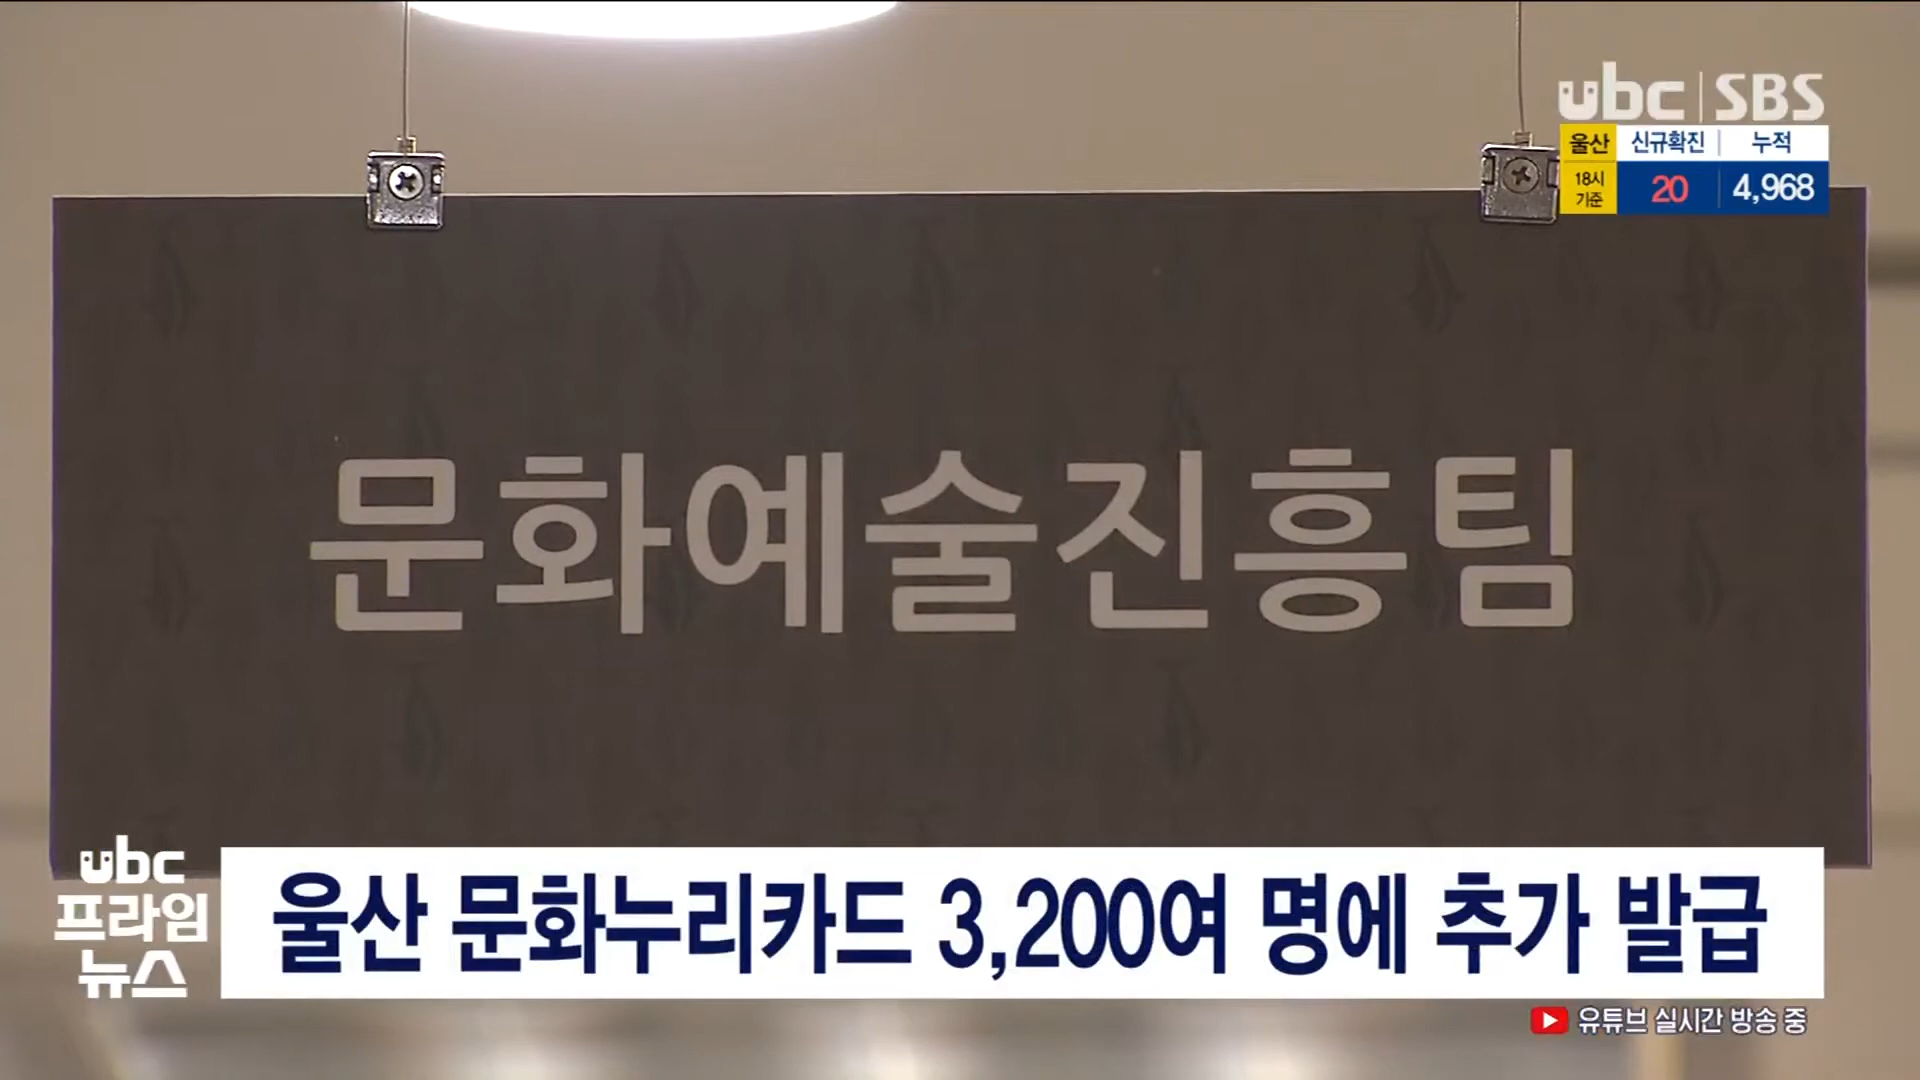 ubc SBS
울산 신규확진 누적
18시 기준 20 4,968
문화예술진흥팀
ubc
프라임
뉴스
울산 문화누리카드 3,200여 명에 추가 발급
유튜브 실시간 방송 중